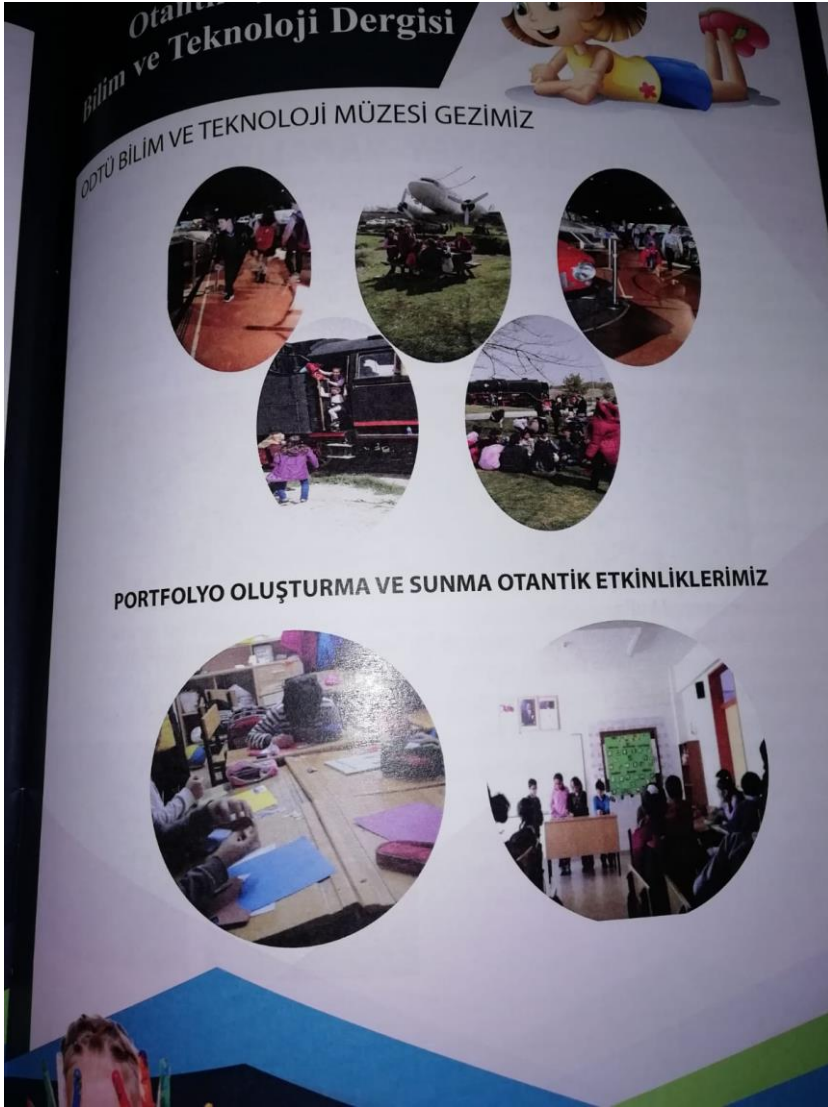 Bilim ve Teknoloji Dergisi
ODTÜ BİLİM VE TEKNOLOJİ MÜZESİ GEZİMİZ
PORTFOLYO OLUŞTURMA VE SUNMA OTANTİK ETKİNLİKLERİMİZ